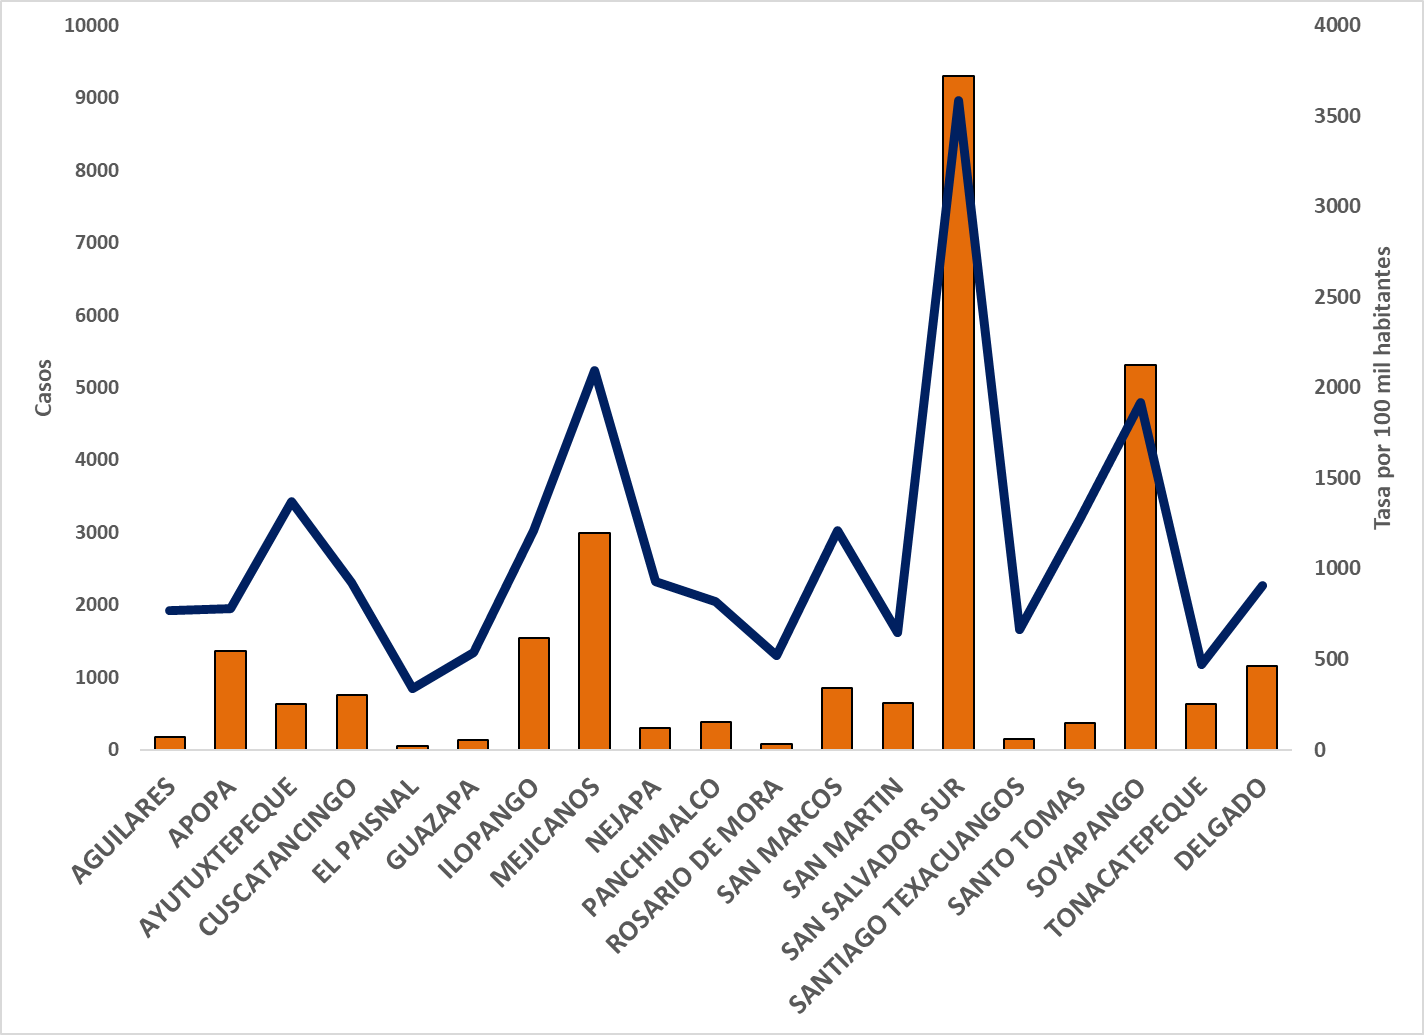 10000
9000
8000
7000
6000
5000
4000
3000
2000
1000
0
Casos
4000
3500
3000
2500
2000
1500
1000
500
0
Tasa por 100 mil habitantes
AGUILARES
APOPA
AYUTUXTEPEQUE
CUSCATANCINGO
EL PAISNAL
GUAZAPA
ILOPANGO
MEJICANOS
NEJAPA
PANCHIMALCO
ROSARIO DE MORA
SAN MARCOS
SAN MARTIN
SAN SALVADOR SUR
SANTIAGO TEXACUANGOS
SANTO TOMAS
SOYAPANGO
TONACATEPEQUE
DELGADO